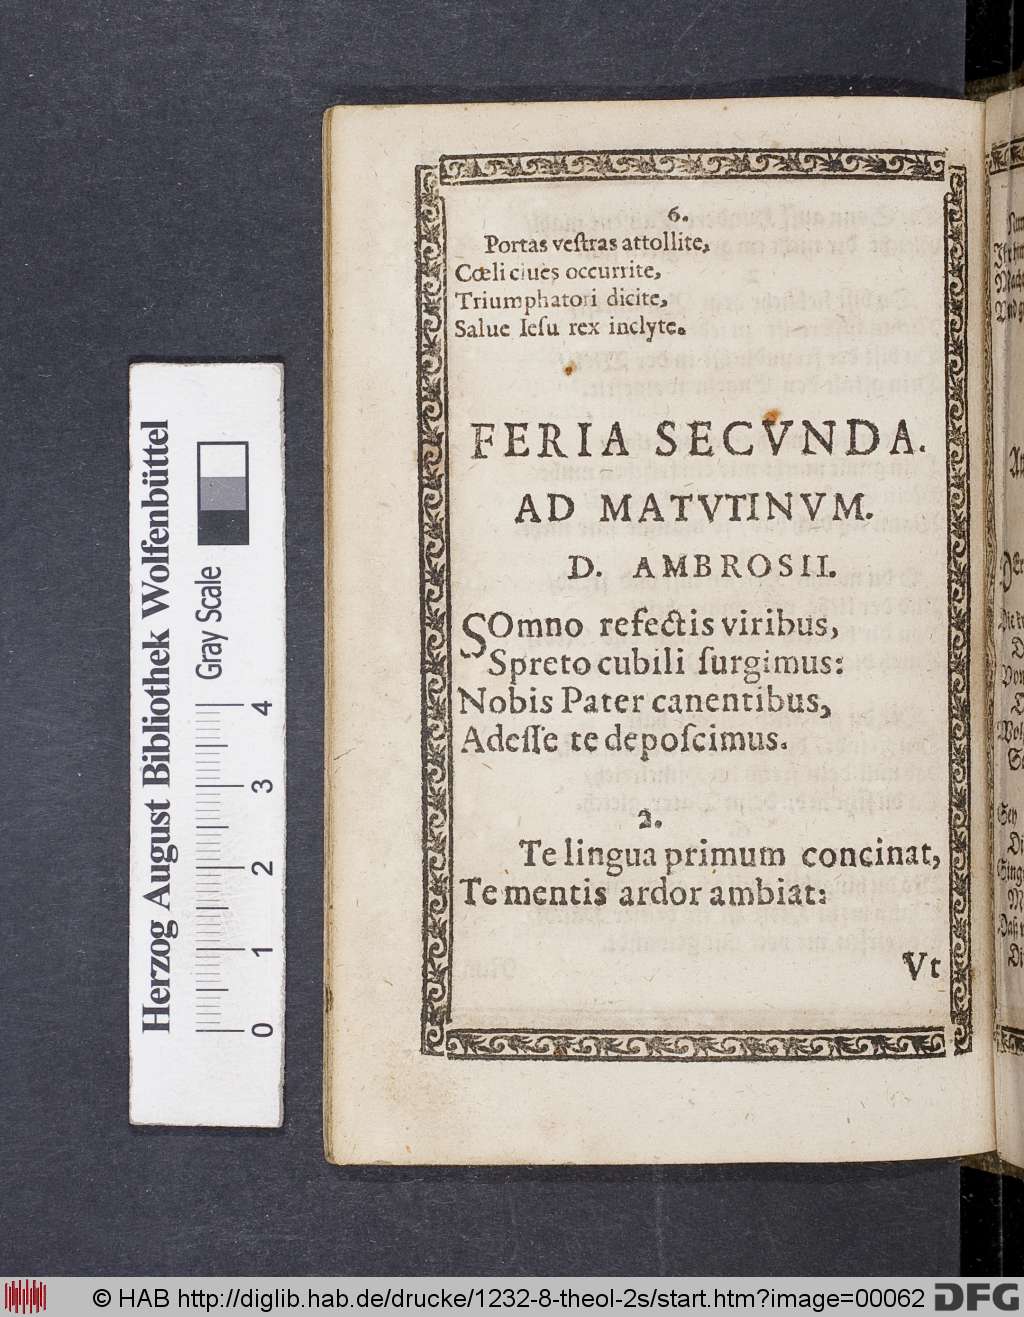 6.
Portas veſtras attollite,
Cœli ciues occurrite,
Triumphatori dicite,
Salue Ieſu rex inclyte.
FERIA SECVNDA.
AD MATVTINVM.
D. AMBROSII.
SOmno refectis viribus,
Spreto cubili ſurgimus:
Nobis Pater canentibus,
Adeſſe te depoſcimus.
2.
Te lingua primum concinat,
Te mentis ardor ambiat:
Vt
Herzog August Bibliothek Wolfenbüttel
Gray Scale
0 1 2 3 4
© HAB http://diglib.hab.de/drucke/1232-8-theol-2s/start.htm?image=00062
DFG